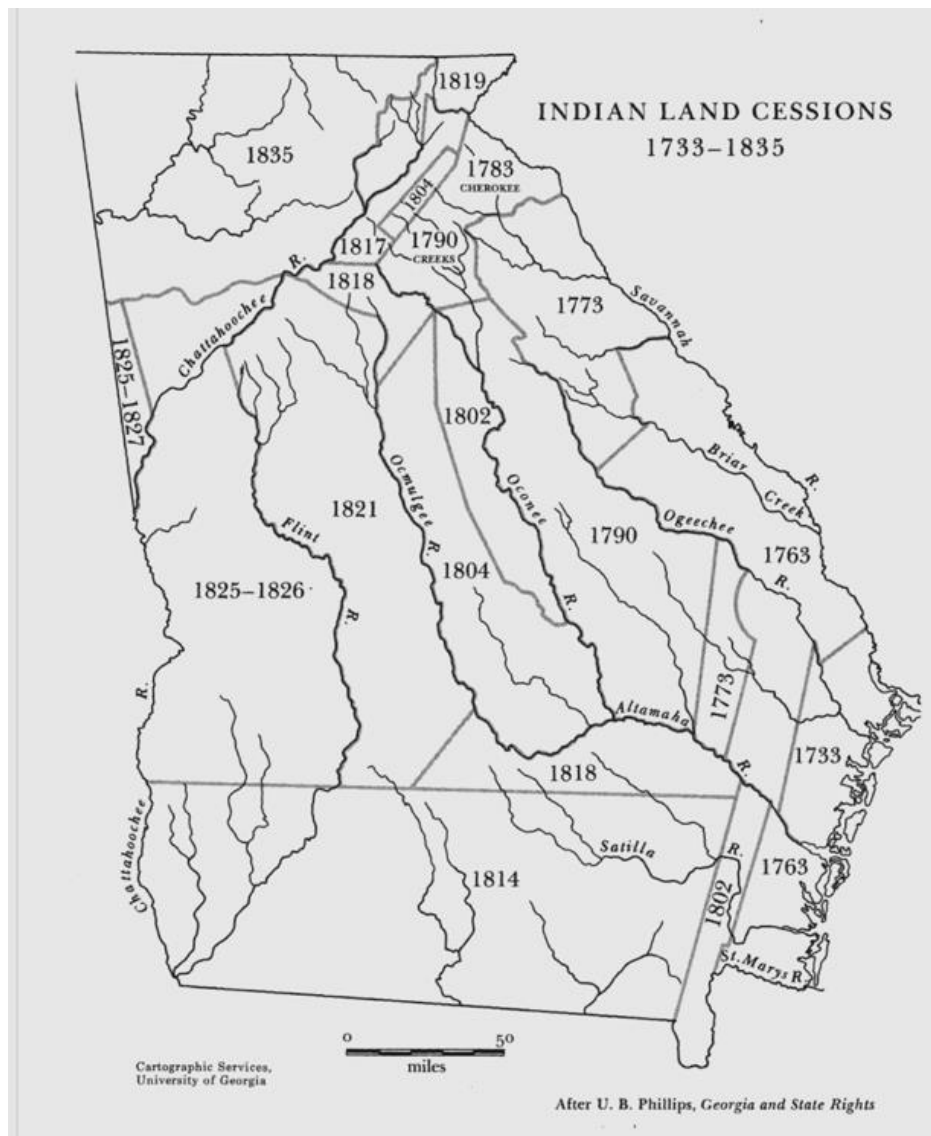 INDIAN LAND CESSIONS
1733–1835
1819
1835
1783
CHEROKEE
1804
1817
1790
CREEKS
R.
1818
Chattahoochee
1773
Savannah
1825–1827
1802
Briar
R.
Creek
Ocmulgee
Oconee
1821
Flint
Ogeechee
1790
1763
R.
1804
R.
1825–1826
R.
R.
R.
1773
Altamaha
1733
R.
1818
Chattahoochee
Satilla
R.
1763
1814
1802
St. Marys R.
0 50
miles
Cartographic Services,
University of Georgia
After U. B. Phillips, Georgia and State Rights